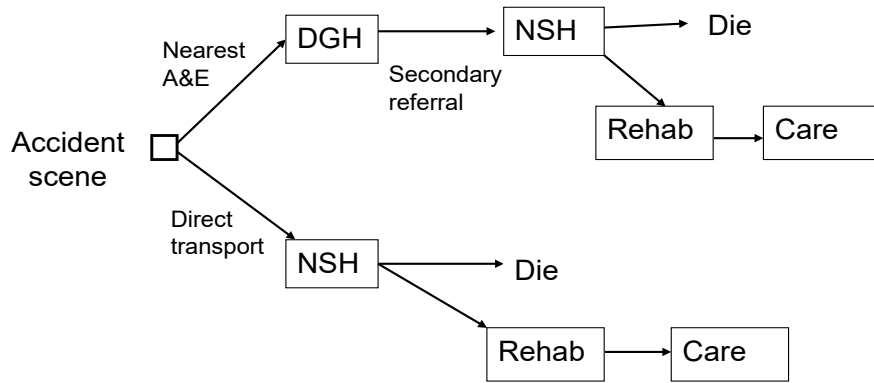 Nearest
A&E
DGH
Secondary
referral
NSH
Die
Rehab
Care
Accident
scene
Direct
transport
NSH
Die
Rehab
Care